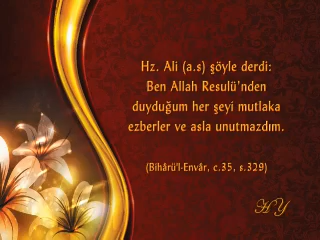 Hz. Ali (a.s) şöyle derdi:
Ben Allah Resulü'nden
duyduğum her şeyi mutlaka
ezberler ve asla unutmazdım.
(Bihârü'l-Envâr, c.35, s.329)
HY